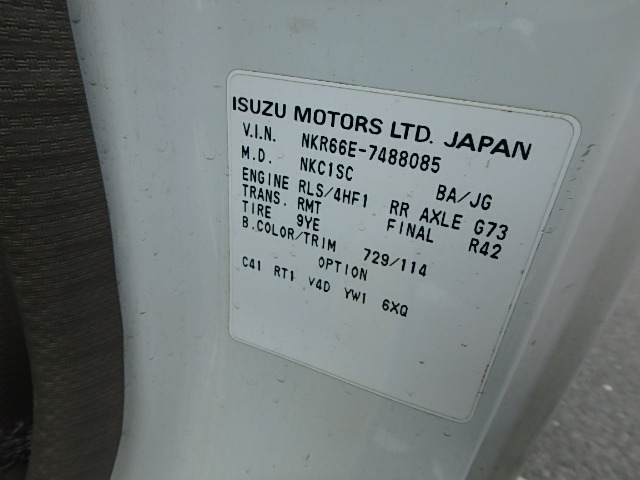 ISUZU MOTORS LTD. JAPAN
V.I.N. NKR66E-7488085
M.D. NKC1SC BA/JG
ENGINE RLS/4HF1 RR AXLE G73
TRANS. RMT FINAL R42
TIRE 9YE
B.COLOR/TRIM 729/114
OPTION
C41 RT1 V4D YW1 6XQ